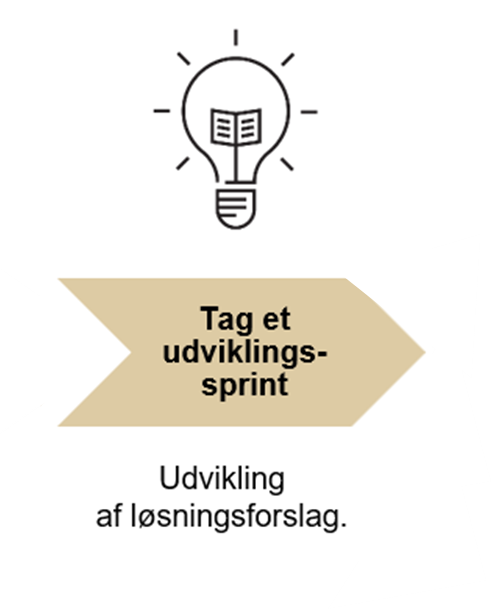 Tag et
udviklings-
sprint
Udvikling
af løsningsforslag.